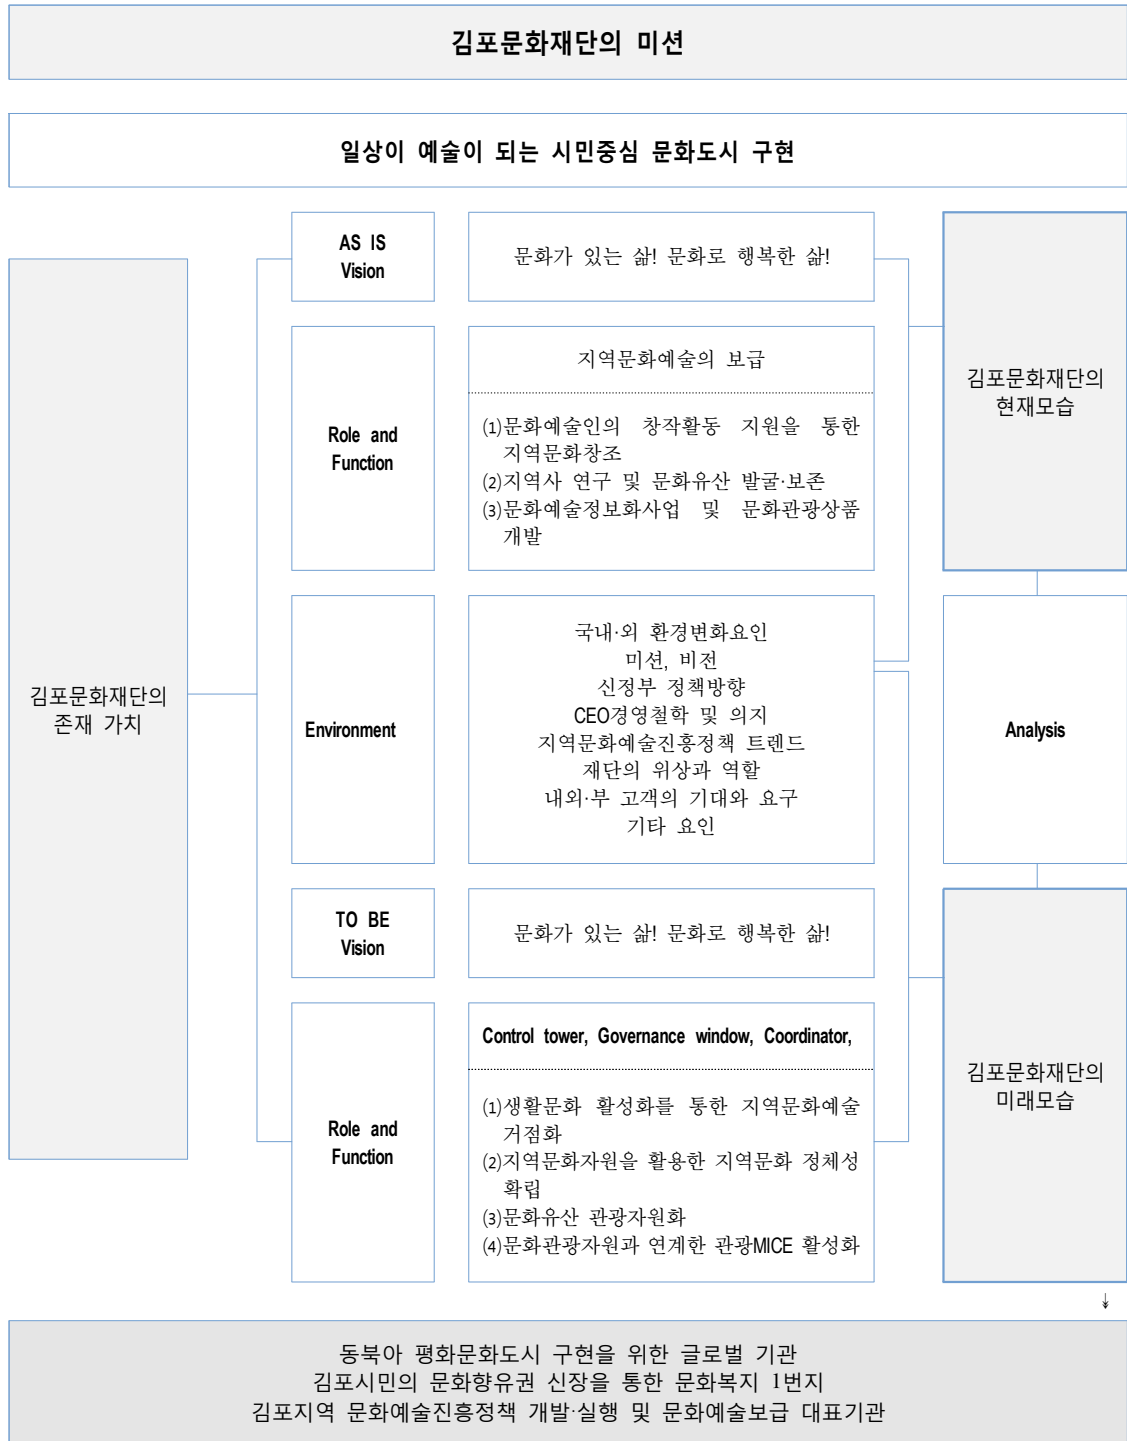 김포문화재단의 미션
일상이 예술이 되는 시민중심 문화도시 구현
김포문화재단의
존재 가치
AS IS
Vision
문화가 있는 삶! 문화로 행복한 삶!
Role and
Function
지역문화예술의 보급
(1)문화예술인의 창작활동 지원을 통한
지역문화창조
(2)지역사 연구 및 문화유산 발굴·보존
(3)문화예술정보화사업 및 문화관광상품
개발
김포문화재단의
현재모습
Environment
국내·외 환경변화요인
미션, 비전
신정부 정책방향
CEO경영철학 및 의지
지역문화예술진흥정책 트렌드
재단의 위상과 역할
내외·부 고객의 기대와 요구
기타 요인
Analysis
TO BE
Vision
문화가 있는 삶! 문화로 행복한 삶!
Role and
Function
Control tower, Governance window, Coordinator,
(1)생활문화 활성화를 통한 지역문화예술
거점화
(2)지역문화자원을 활용한 지역문화 정체성
확립
(3)문화유산 관광자원화
(4)문화관광자원과 연계한 관광MICE 활성화
김포문화재단의
미래모습
동북아 평화문화도시 구현을 위한 글로벌 기관
김포시민의 문화향유권 신장을 통한 문화복지 1번지
김포지역 문화예술진흥정책 개발·실행 및 문화예술보급 대표기관